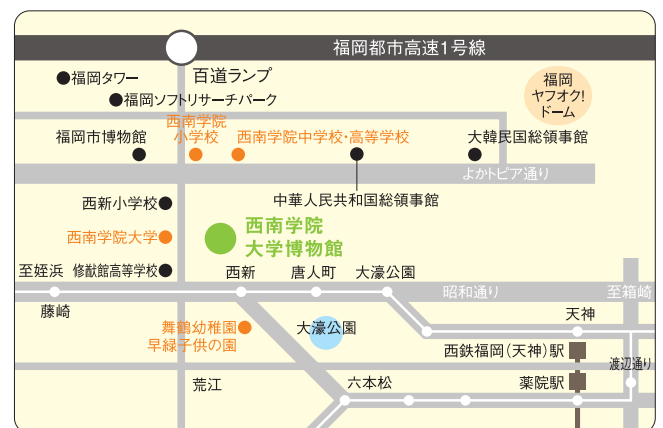 福岡都市高速1号線
百道ランプ
福岡タワー
福岡ソフトリサーチパーク
福岡
ヤフオク!
ドーム
西南学院
小学校
福岡市博物館
西南学院中学校・高等学校
大韓民国総領事館
よかトピア通り
中華人民共和国総領事館
西新小学校
西南学院大学
西南学院
大学博物館
至姪浜
修猷館高等学校
西新
唐人町
大濠公園
昭和通り
至箱崎
藤崎
天神
舞鶴幼稚園
早緑子供の園
大濠公園
西鉄福岡(天神)駅
渡辺通り
荒江
六本松
薬院駅